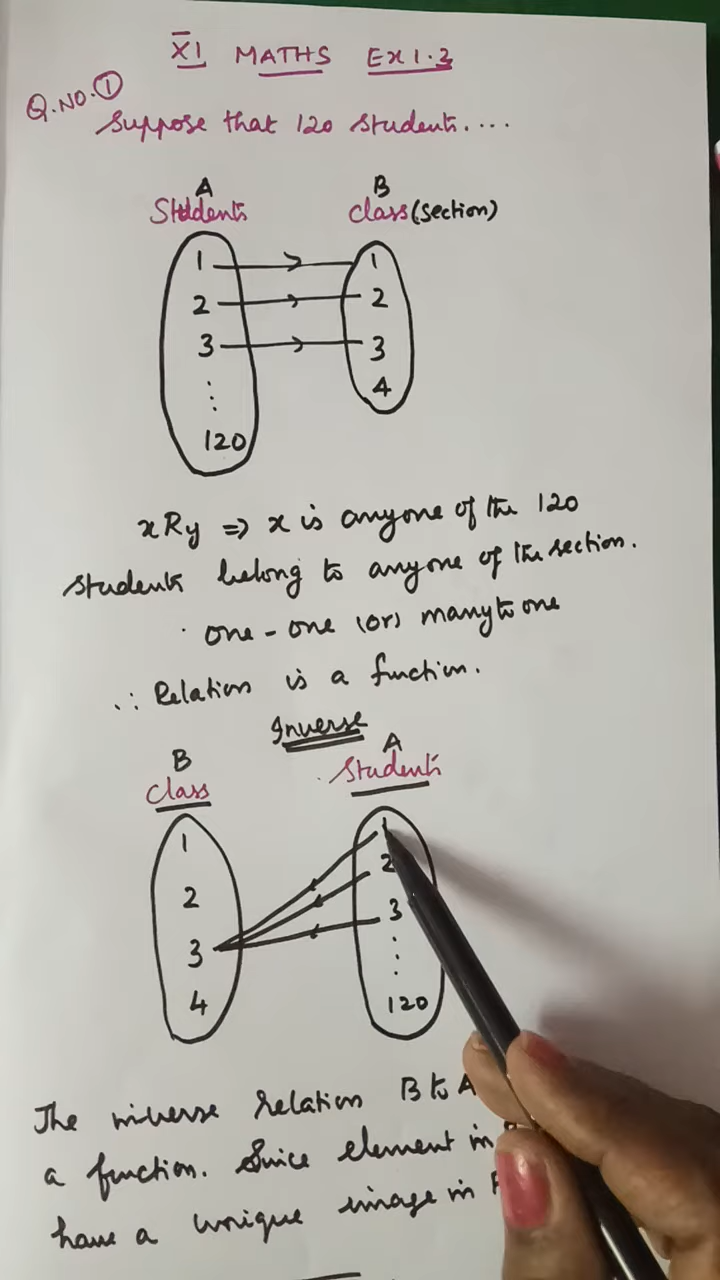 XI MATHS Ex 1.3
Q.NO.①
Suppose that 120 students....
A B
Students class (section)
1 1
2 2
3 3
⋮ 4
120
xRy ⇒ x is anyone of the 120
students belong to anyone of the section.
one-one (or) many to one
∴ Relation is a function.
Inverse
B A
Class Students
1 1
2 2
3 3
4 ⋮
120
The inverse relation B to A
a function. Since element in
have a unique image in